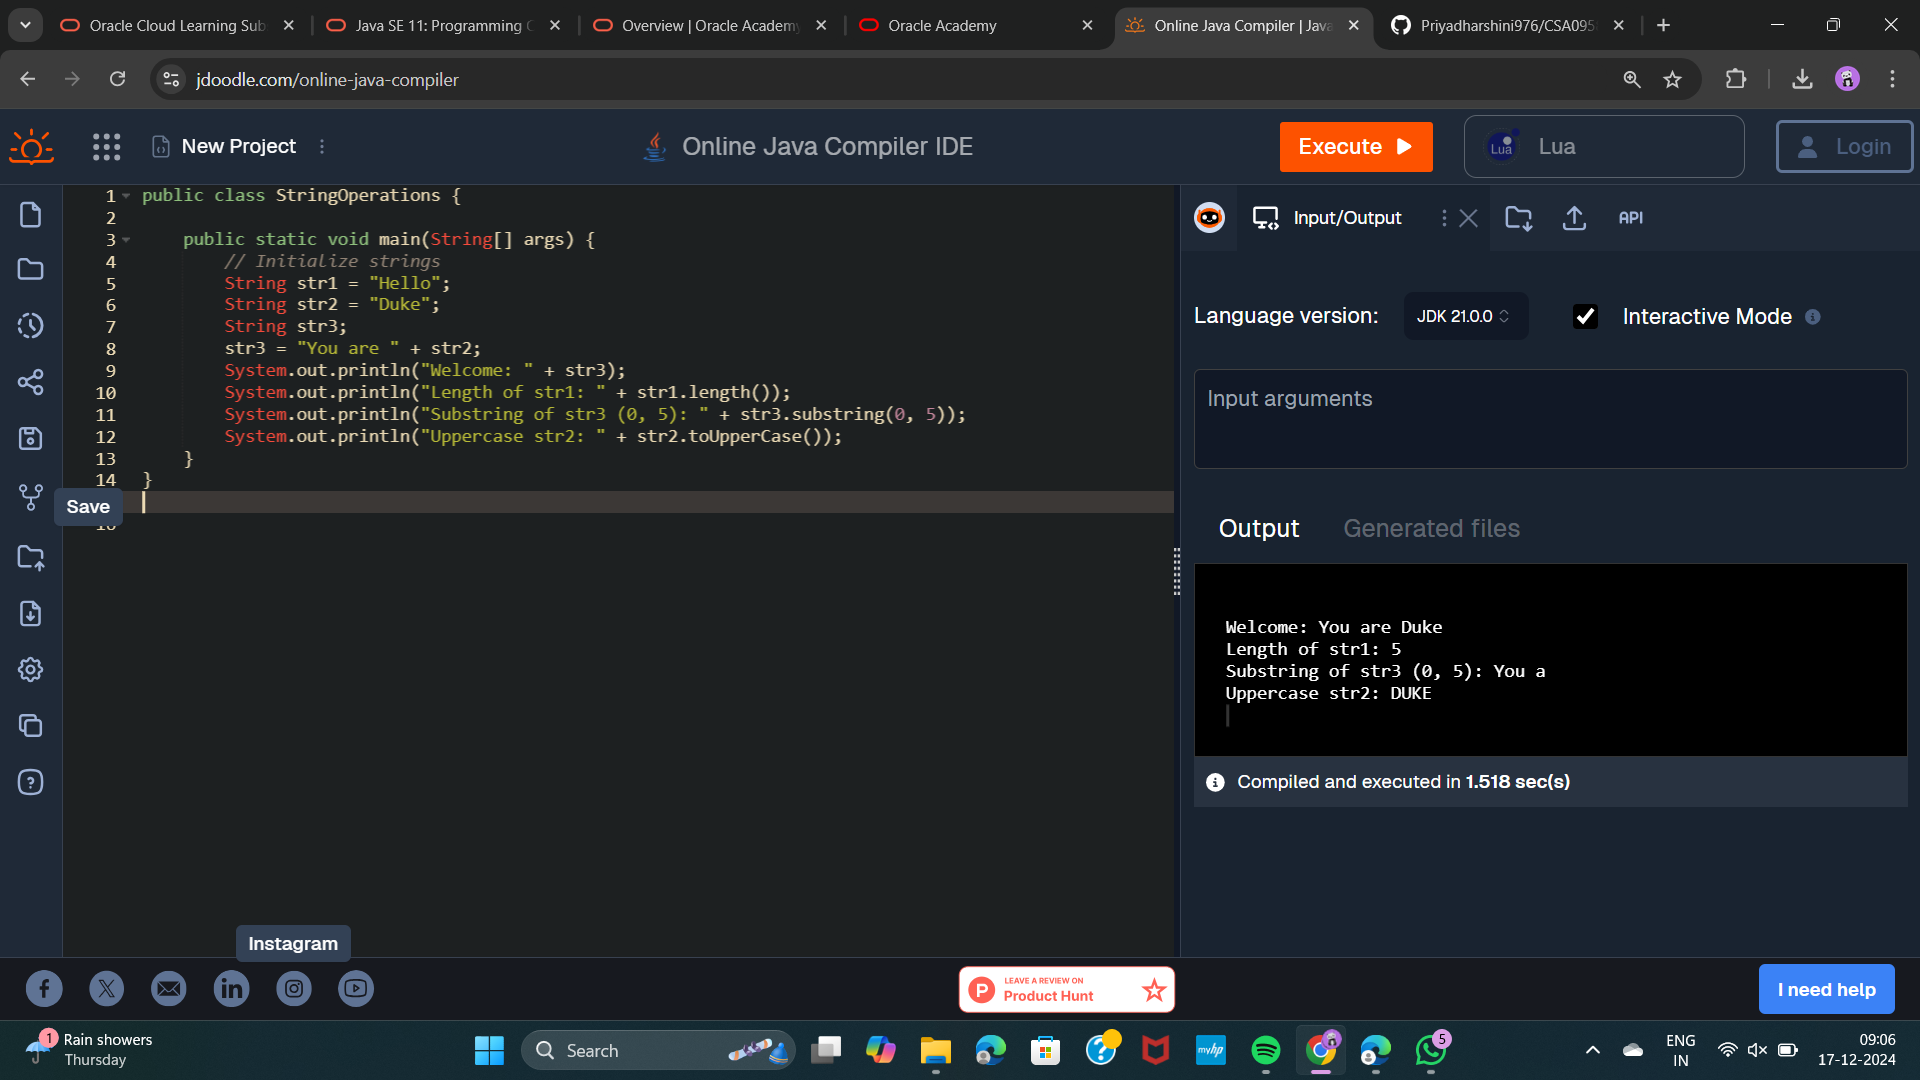 Oracle Cloud Learning Sub
Java SE 11: Programming C
Overview | Oracle Academy
Oracle Academy
Online Java Compiler | Java
Priyadharshini976/CSA095
jdoodle.com/online-java-compiler
New Project
Online Java Compiler IDE
Execute
Lua
Lua
Login
1 public class StringOperations {
2
3 public static void main(String[] args) {
4 // Initialize strings
5 String str1 = "Hello";
6 String str2 = "Duke";
7 String str3;
8 str3 = "You are " + str2;
9 System.out.println("Welcome: " + str3);
10 System.out.println("Length of str1: " + str1.length());
11 System.out.println("Substring of str3 (0, 5): " + str3.substring(0, 5));
12 System.out.println("Uppercase str2: " + str2.toUpperCase());
13 }
14 }
Save
Input/Output
API
Language version:
JDK 21.0.0
Interactive Mode
Input arguments
Output
Generated files
Welcome: You are Duke
Length of str1: 5
Substring of str3 (0, 5): You a
Uppercase str2: DUKE
Compiled and executed in 1.518 sec(s)
Instagram
LEAVE A REVIEW ON
Product Hunt
I need help
1
Rain showers
Thursday
Search
myhp
5
ENG
IN
09:06
17-12-2024